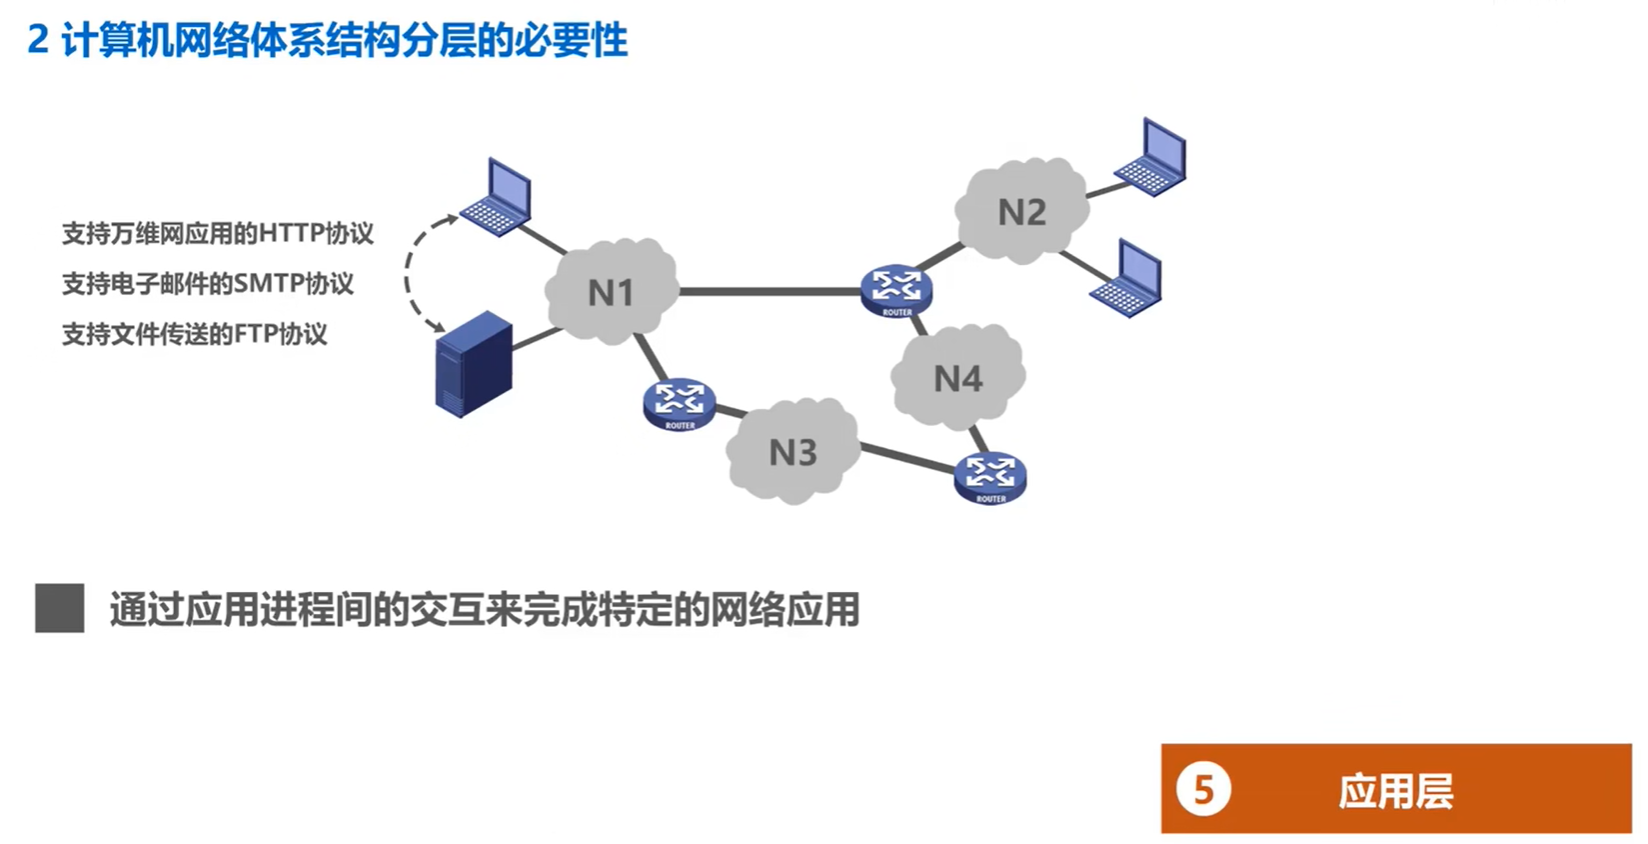 2 计算机网络体系结构分层的必要性
支持万维网应用的HTTP协议
支持电子邮件的SMTP协议
支持文件传送的FTP协议
N1
N2
ROUTER
N4
ROUTER
N3
ROUTER
通过应用进程间的交互来完成特定的网络应用
5 应用层